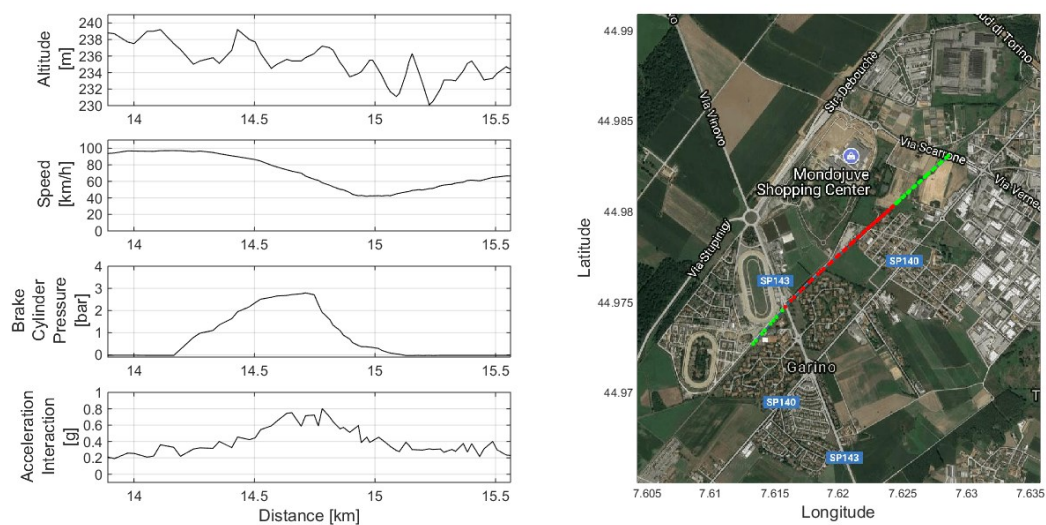 240
238
236
234
232
230
Altitude
[m]
14
14.5
15
15.5
100
80
60
40
20
0
Speed
[km/h]
14
14.5
15
15.5
4
3
2
1
0
Brake
Cylinder
Pressure
[bar]
14
14.5
15
15.5
1
0.8
0.6
0.4
0.2
0
Acceleration
Interaction
[g]
14
14.5
15
15.5
Distance [km]
44.99
44.985
44.98
44.975
44.97
Latitude
Via Vinovo
Str. Debouchè
di Torino
Via Scarrone
Mondojuve
Shopping Center
Via Stupinigi
SP140
SP143
Garino
SP140
SP143
7.605
7.61
7.615
7.62
7.625
7.63
7.635
Longitude